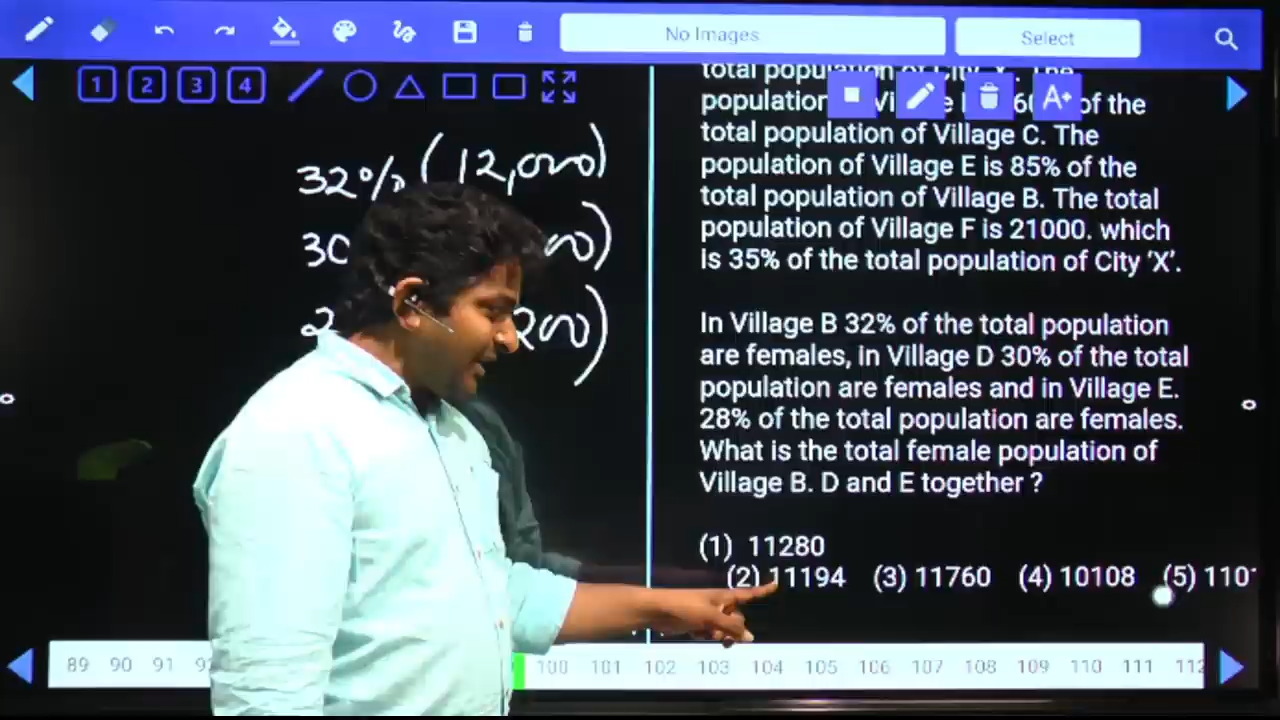 No Images
Select
1 2 3 4
A+
32% ( 12,000)
30
2
200)
total population of City 'X'. The
population of the
total population of Village C. The
population of Village E is 85% of the
total population of Village B. The total
population of Village F is 21000. which
is 35% of the total population of City 'X'.
In Village B 32% of the total population
are females, in Village D 30% of the total
population are females and in Village E.
28% of the total population are females.
What is the total female population of
Village B. D and E together ?
(1) 11280
(2) 11194 (3) 11760 (4) 10108 (5) 110
89 90 91 100 101 102 103 104 105 106 107 108 109 110 111 112